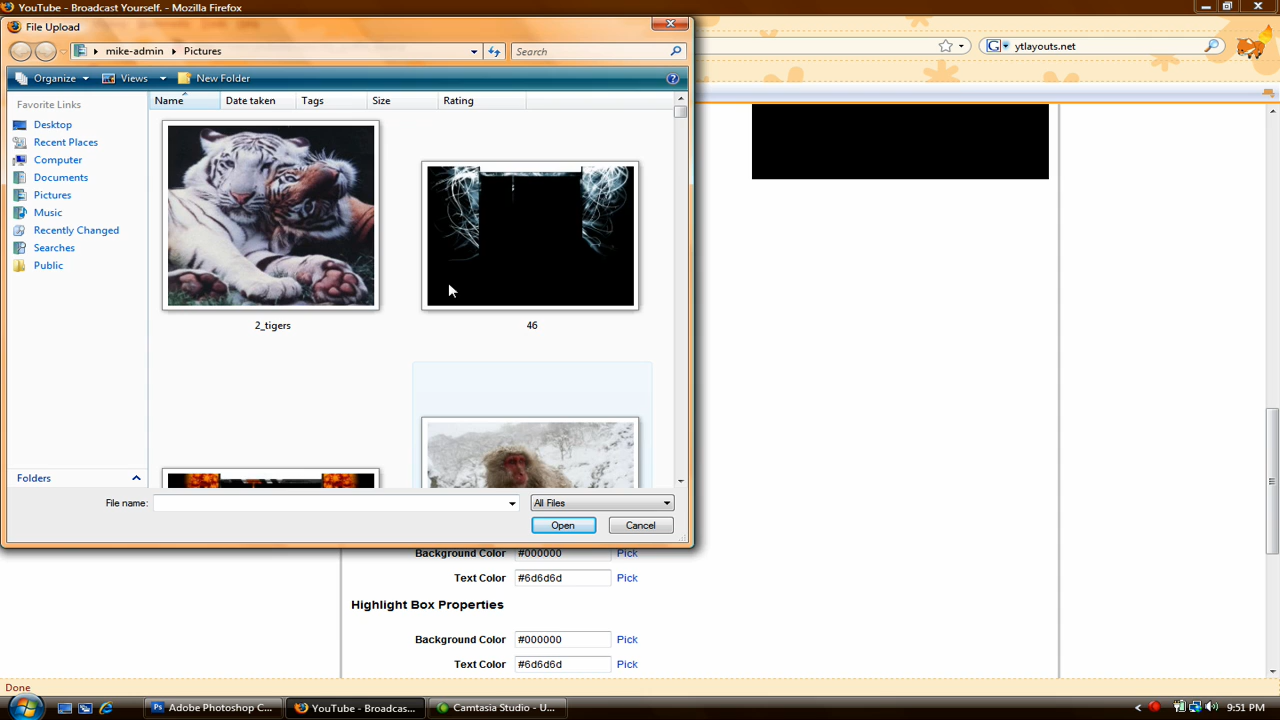 YouTube - Broadcast Yourself. - Mozilla Firefox
File Upload
mike-admin Pictures
Search
ytlayouts.net
Organize Views New Folder
Favorite Links
Name Date taken Tags Size Rating
Desktop
Recent Places
Computer
Documents
Pictures
Music
Recently Changed
Searches
Public
2_tigers
46
Folders
File name:
All Files
Open Cancel
Background Color #000000 Pick
Text Color #6d6d6d Pick
Highlight Box Properties
Background Color #000000 Pick
Text Color #6d6d6d Pick
Done
Adobe Photoshop C... YouTube - Broadcas... Camtasia Studio - U... 9:51 PM